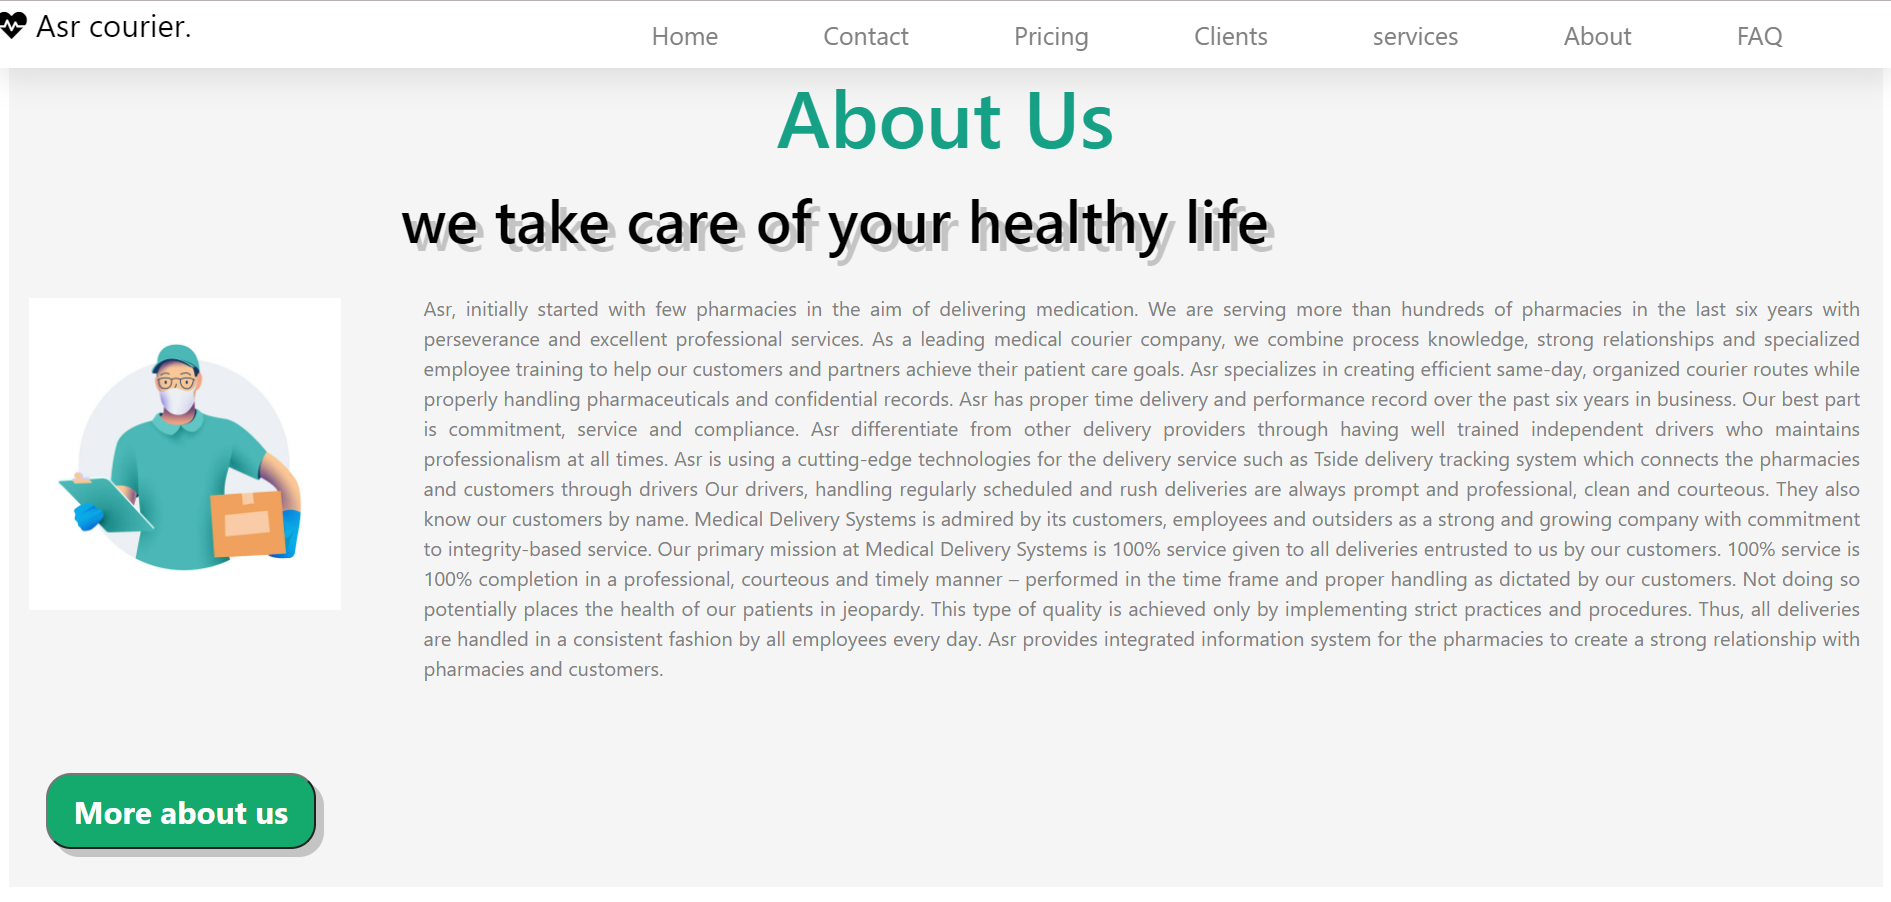 Asr courier.
Home Contact Pricing Clients services About FAQ
About Us
we take care of your healthy life
Asr, initially started with few pharmacies in the aim of delivering medication. We are serving more than hundreds of pharmacies in the last six years with
perseverance and excellent professional services. As a leading medical courier company, we combine process knowledge, strong relationships and specialized
employee training to help our customers and partners achieve their patient care goals. Asr specializes in creating efficient same-day, organized courier routes while
properly handling pharmaceuticals and confidential records. Asr has proper time delivery and performance record over the past six years in business. Our best part
is commitment, service and compliance. Asr differentiate from other delivery providers through having well trained independent drivers who maintains
professionalism at all times. Asr is using a cutting-edge technologies for the delivery service such as Tside delivery tracking system which connects the pharmacies
and customers through drivers Our drivers, handling regularly scheduled and rush deliveries are always prompt and professional, clean and courteous. They also
know our customers by name. Medical Delivery Systems is admired by its customers, employees and outsiders as a strong and growing company with commitment
to integrity-based service. Our primary mission at Medical Delivery Systems is 100% service given to all deliveries entrusted to us by our customers. 100% service is
100% completion in a professional, courteous and timely manner – performed in the time frame and proper handling as dictated by our customers. Not doing so
potentially places the health of our patients in jeopardy. This type of quality is achieved only by implementing strict practices and procedures. Thus, all deliveries
are handled in a consistent fashion by all employees every day. Asr provides integrated information system for the pharmacies to create a strong relationship with
pharmacies and customers.
More about us